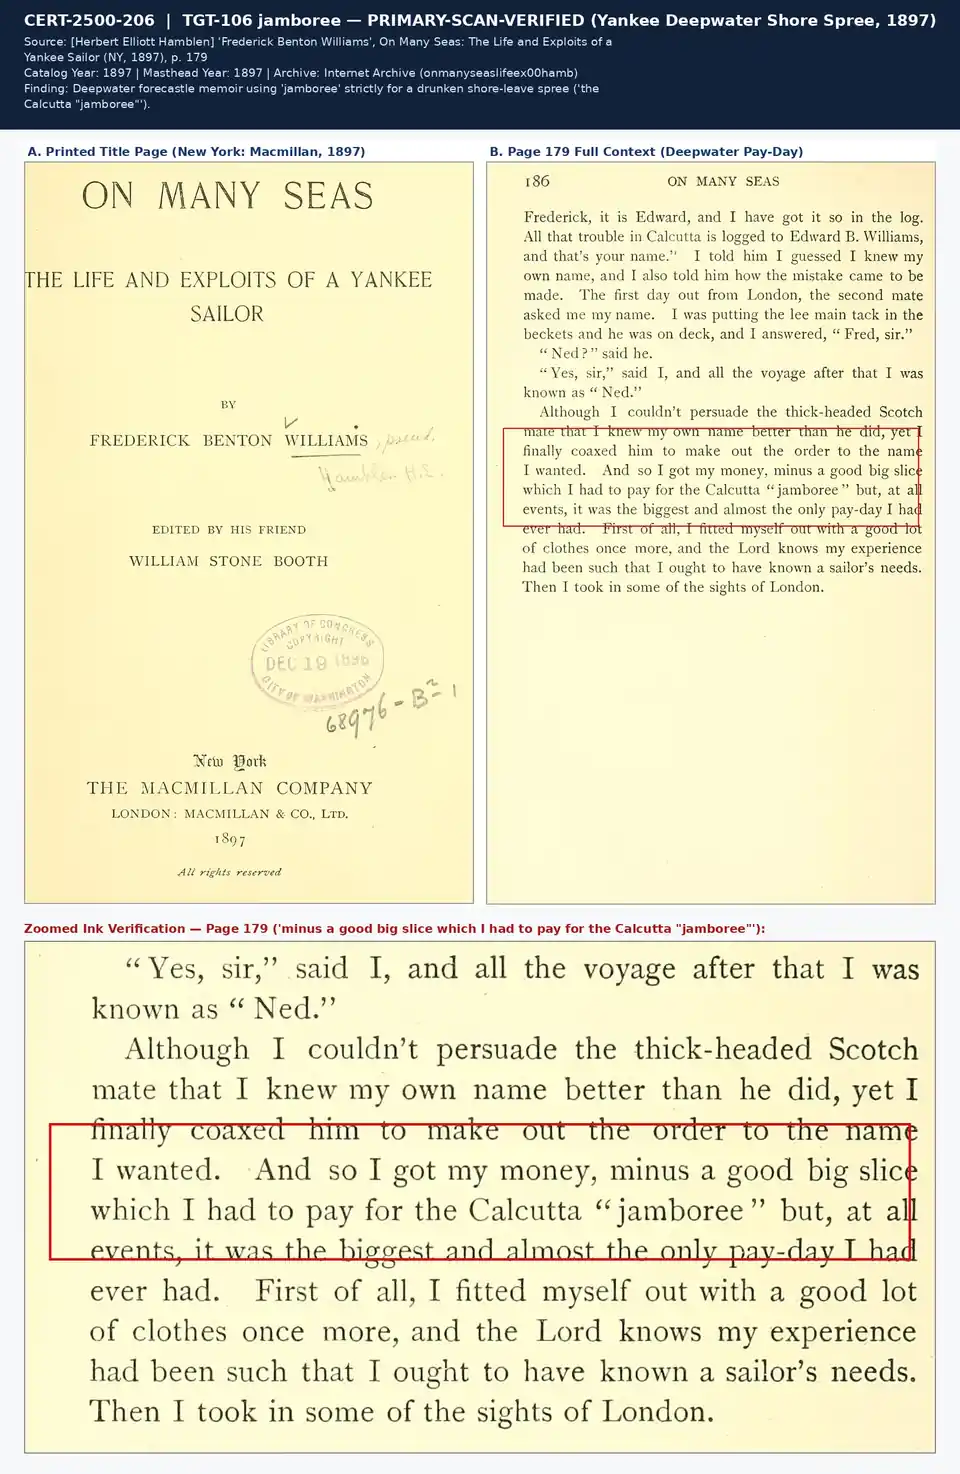 CERT-2500-206 | TGT-106 jamboree — PRIMARY-SCAN-VERIFIED (Yankee Deepwater Shore Spree, 1897)
Source: [Herbert Elliott Hamblen] 'Frederick Benton Williams', On Many Seas: The Life and Exploits of a
Yankee Sailor (NY, 1897), p. 179
Catalog Year: 1897 | Masthead Year: 1897 | Archive: Internet Archive (onmanyseaslifeex00hamb)
Finding: Deepwater forecastle memoir using 'jamboree' strictly for a drunken shore-leave spree ('the
Calcutta "jamboree"').
A. Printed Title Page (New York: Macmillan, 1897)
ON MANY SEAS
THE LIFE AND EXPLOITS OF A YANKEE
SAILOR
BY
FREDERICK BENTON WILLIAMS, pseud.
Hamblen H.E.
EDITED BY HIS FRIEND
WILLIAM STONE BOOTH
LIBRARY OF CONGRESS
COPYRIGHT
DEC 19 1896
CITY OF WASHINGTON
68976-B2-1
New York
THE MACMILLAN COMPANY
LONDON: MACMILLAN & CO., LTD.
1897
All rights reserved
B. Page 179 Full Context (Deepwater Pay-Day)
186 ON MANY SEAS
Frederick, it is Edward, and I have got it so in the log.
All that trouble in Calcutta is logged to Edward B. Williams,
and that's your name." I told him I guessed I knew my
own name, and I also told him how the mistake came to be
made. The first day out from London, the second mate
asked me my name. I was putting the lee main tack in the
beckets and he was on deck, and I answered, "Fred, sir."
"Ned?" said he.
"Yes, sir," said I, and all the voyage after that I was
known as "Ned."
Although I couldn't persuade the thick-headed Scotch
mate that I knew my own name better than he did, yet I
finally coaxed him to make out the order to the name
I wanted. And so I got my money, minus a good big slice
which I had to pay for the Calcutta "jamboree" but, at all
events, it was the biggest and almost the only pay-day I had
ever had. First of all, I fitted myself out with a good lot
of clothes once more, and the Lord knows my experience
had been such that I ought to have known a sailor's needs.
Then I took in some of the sights of London.
Zoomed Ink Verification — Page 179 ('minus a good big slice which I had to pay for the Calcutta "jamboree"'):
"Yes, sir," said I, and all the voyage after that I was
known as "Ned."
Although I couldn't persuade the thick-headed Scotch
mate that I knew my own name better than he did, yet I
finally coaxed him to make out the order to the name
I wanted. And so I got my money, minus a good big slice
which I had to pay for the Calcutta "jamboree" but, at all
events, it was the biggest and almost the only pay-day I had
ever had. First of all, I fitted myself out with a good lot
of clothes once more, and the Lord knows my experience
had been such that I ought to have known a sailor's needs.
Then I took in some of the sights of London.